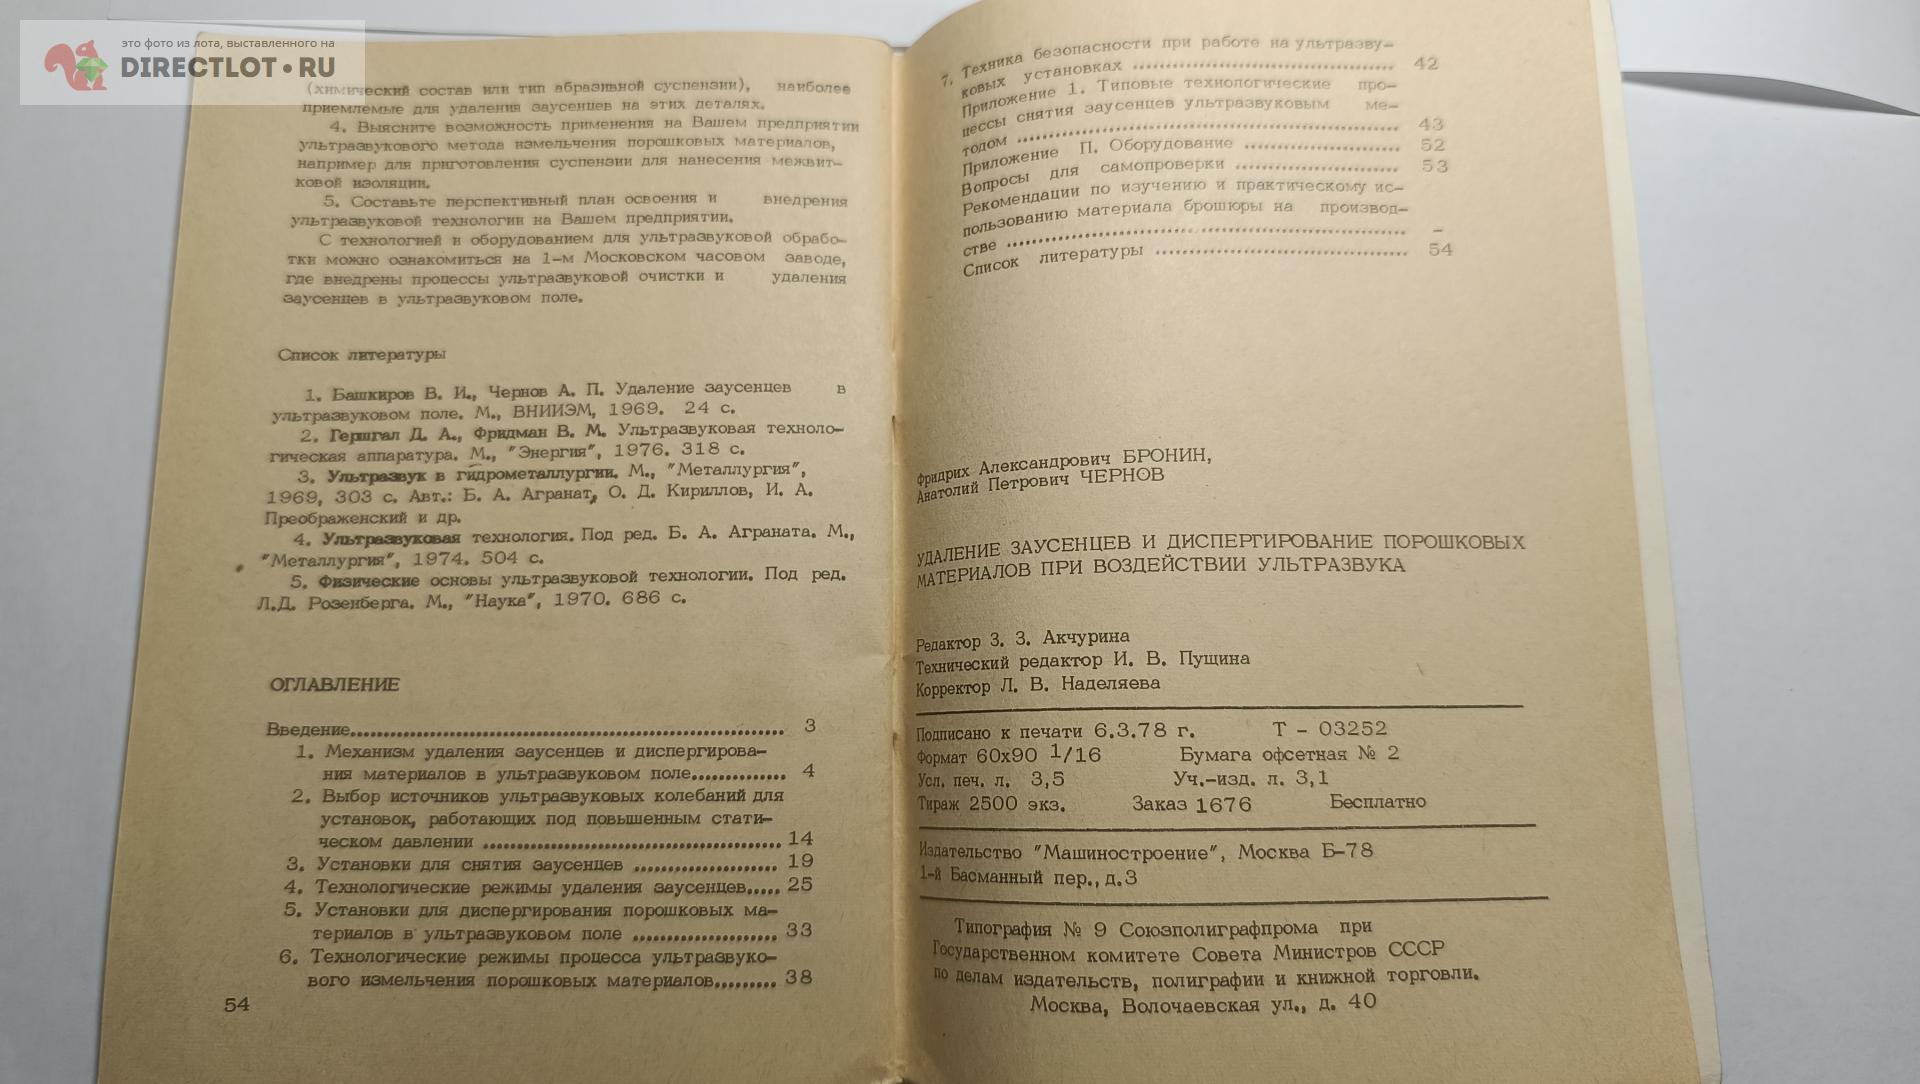 это фото из лота, выставленного на
DIRECTLOT.RU
(химический состав или тип абразивной суспензии), наиболее
приемлемые для удаления заусенцев на этих деталях.
4. Выясните возможность применения на Вашем предприятии
ультразвукового метода измельчения порошковых материалов,
например для приготовления суспензии для нанесения межвит-
ковой изоляции.
5. Составьте перспективный план освоения и внедрения
ультразвуковой технологии на Вашем предприятии.
С технологией и оборудованием для ультразвуковой обрабо-
тки можно ознакомиться на 1-м Московском часовом заводе,
где внедрены процессы ультразвуковой очистки и удаления
заусенцев в ультразвуковом поле.
Список литературы
1. Башкиров В. И., Чернов А. П. Удаление заусенцев в
ультразвуковом поле. М., ВНИИЭМ, 1969. 24 с.
2. Гершгал Д. А., Фридман В. М. Ультразвуковая техноло-
гическая аппаратура. М., "Энергия", 1976. 318 с.
3. Ультразвук в гидрометаллургии. М., "Металлургия",
1969, 303 с. Авт.: Б. А. Агранат, О. Д. Кириллов, И. А.
Преображенский и др.
4. Ультразвуковая технология. Под ред. Б. А. Аграната. М.,
"Металлургия", 1974. 504 с.
5. Физические основы ультразвуковой технологии. Под ред.
Л.Д. Розенберга. М., "Наука", 1970. 686 с.
ОГЛАВЛЕНИЕ
Введение........................................................ 3
1. Механизм удаления заусенцев и диспергирова-
ния материалов в ультразвуковом поле.............. 4
2. Выбор источников ультразвуковых колебаний для
установок, работающих под повышенным стати-
ческом давлении ........................................ 14
3. Установки для снятия заусенцев .................. 19
4. Технологические режимы удаления заусенцев..... 25
5. Установки для диспергирования порошковых ма-
териалов в ультразвуковом поле ................... 33
6. Технологические режимы процесса ультразвуко-
вого измельчения порошковых материалов......... 38
54
7. Техника безопасности при работе на ультразву-
ковых установках .................................. 42
Приложение 1. Типовые технологические про-
цессы снятия заусенцев ультразвуковым ме-
тодом .................................................. 43
Приложение П. Оборудование ..................... 52
Вопросы для самопроверки ...................... 53
Рекомендации по изучению и практическому ис-
пользованию материала брошюры на производ-
стве .................................................... -
Список литературы .................................. 54
Фридрих Александрович БРОНИН,
Анатолий Петрович ЧЕРНОВ
УДАЛЕНИЕ ЗАУСЕНЦЕВ И ДИСПЕРГИРОВАНИЕ ПОРОШКОВЫХ
МАТЕРИАЛОВ ПРИ ВОЗДЕЙСТВИИ УЛЬТРАЗВУКА
Редактор З. З. Акчурина
Технический редактор И. В. Пущина
Корректор Л. В. Наделяева
Подписано к печати 6.3.78 г. Т - 03252
Формат 60х90 1/16 Бумага офсетная № 2
Усл. печ. л. 3,5 Уч.-изд. л. 3,1
Тираж 2500 экз. Заказ 1676 Бесплатно
Издательство "Машиностроение", Москва Б-78
1-й Басманный пер., д.3
Типография № 9 Союзполиграфпрома при
Государственном комитете Совета Министров СССР
по делам издательств, полиграфии и книжной торговли.
Москва, Волочаевская ул., д. 40